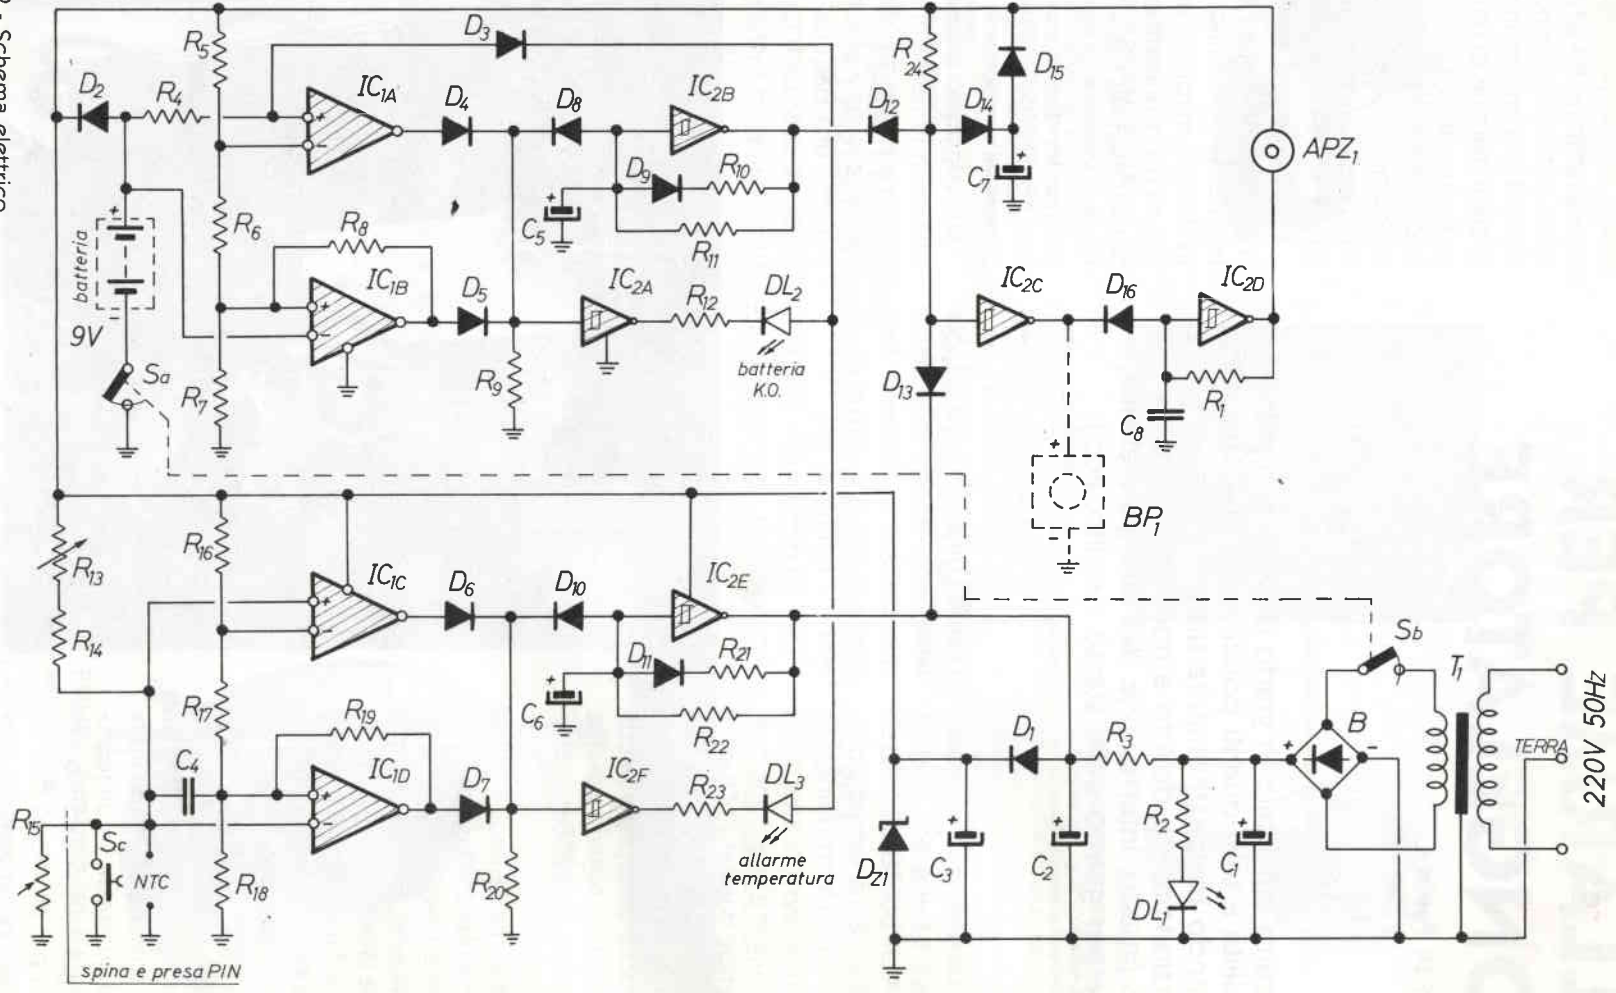 Schema elettrico
R5
D3
R24
D15
D2
R4
IC1A
D4
D8
IC2B
D12
D14
APZ1
D9
R10
C7
C5
R6
R8
R11
batteria
9V
IC1B
D5
IC2A
R12
DL2
IC2C
D16
IC2D
Sa
R7
R9
batteria
K.O.
D13
R1
C8
BP1
R13
R16
IC1C
D6
D10
IC2E
R14
D11
R21
Sb
T1
R17
C6
R22
R19
D1
R3
B
TERRA
220V 50Hz
C4
IC1D
D7
IC2F
R23
DL3
R15
R2
Sc
NTC
R18
R20
allarme
temperatura
DZ1
C3
C2
C1
DL1
spina e presa PIN